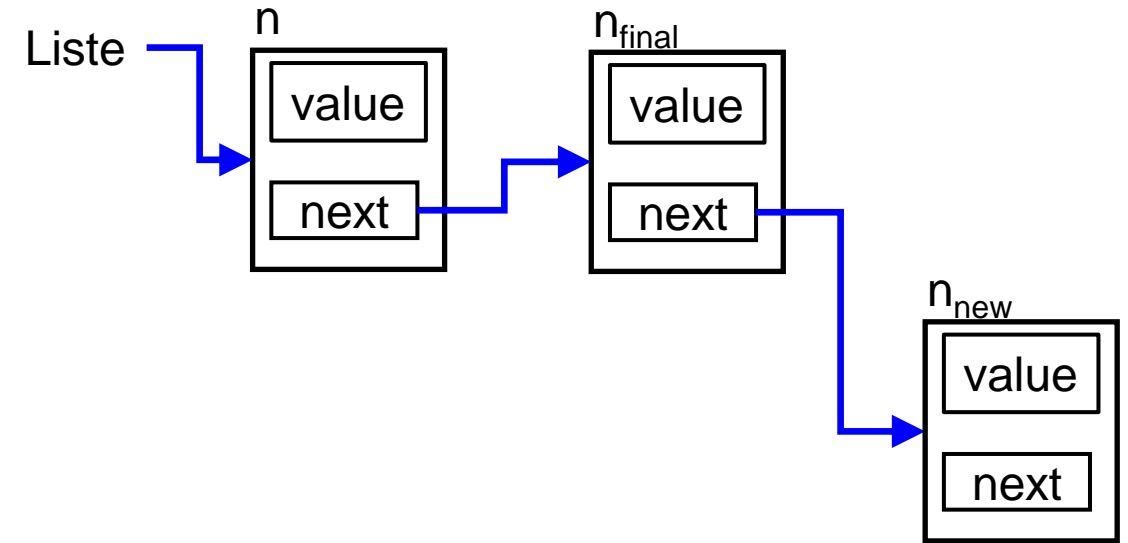 Liste
n
value
next
n_final
value
next
n_new
value
next